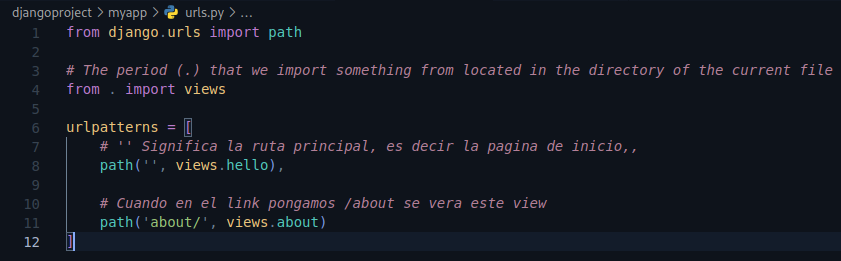 djangoproject > myapp > urls.py > ...
1 from django.urls import path
2
3 # The period (.) that we import something from located in the directory of the current file
4 from . import views
5
6 urlpatterns = [
7     # '' Significa la ruta principal, es decir la pagina de inicio,,
8     path('', views.hello),
9
10     # Cuando en el link pongamos /about se vera este view
11     path('about/', views.about)
12 ]